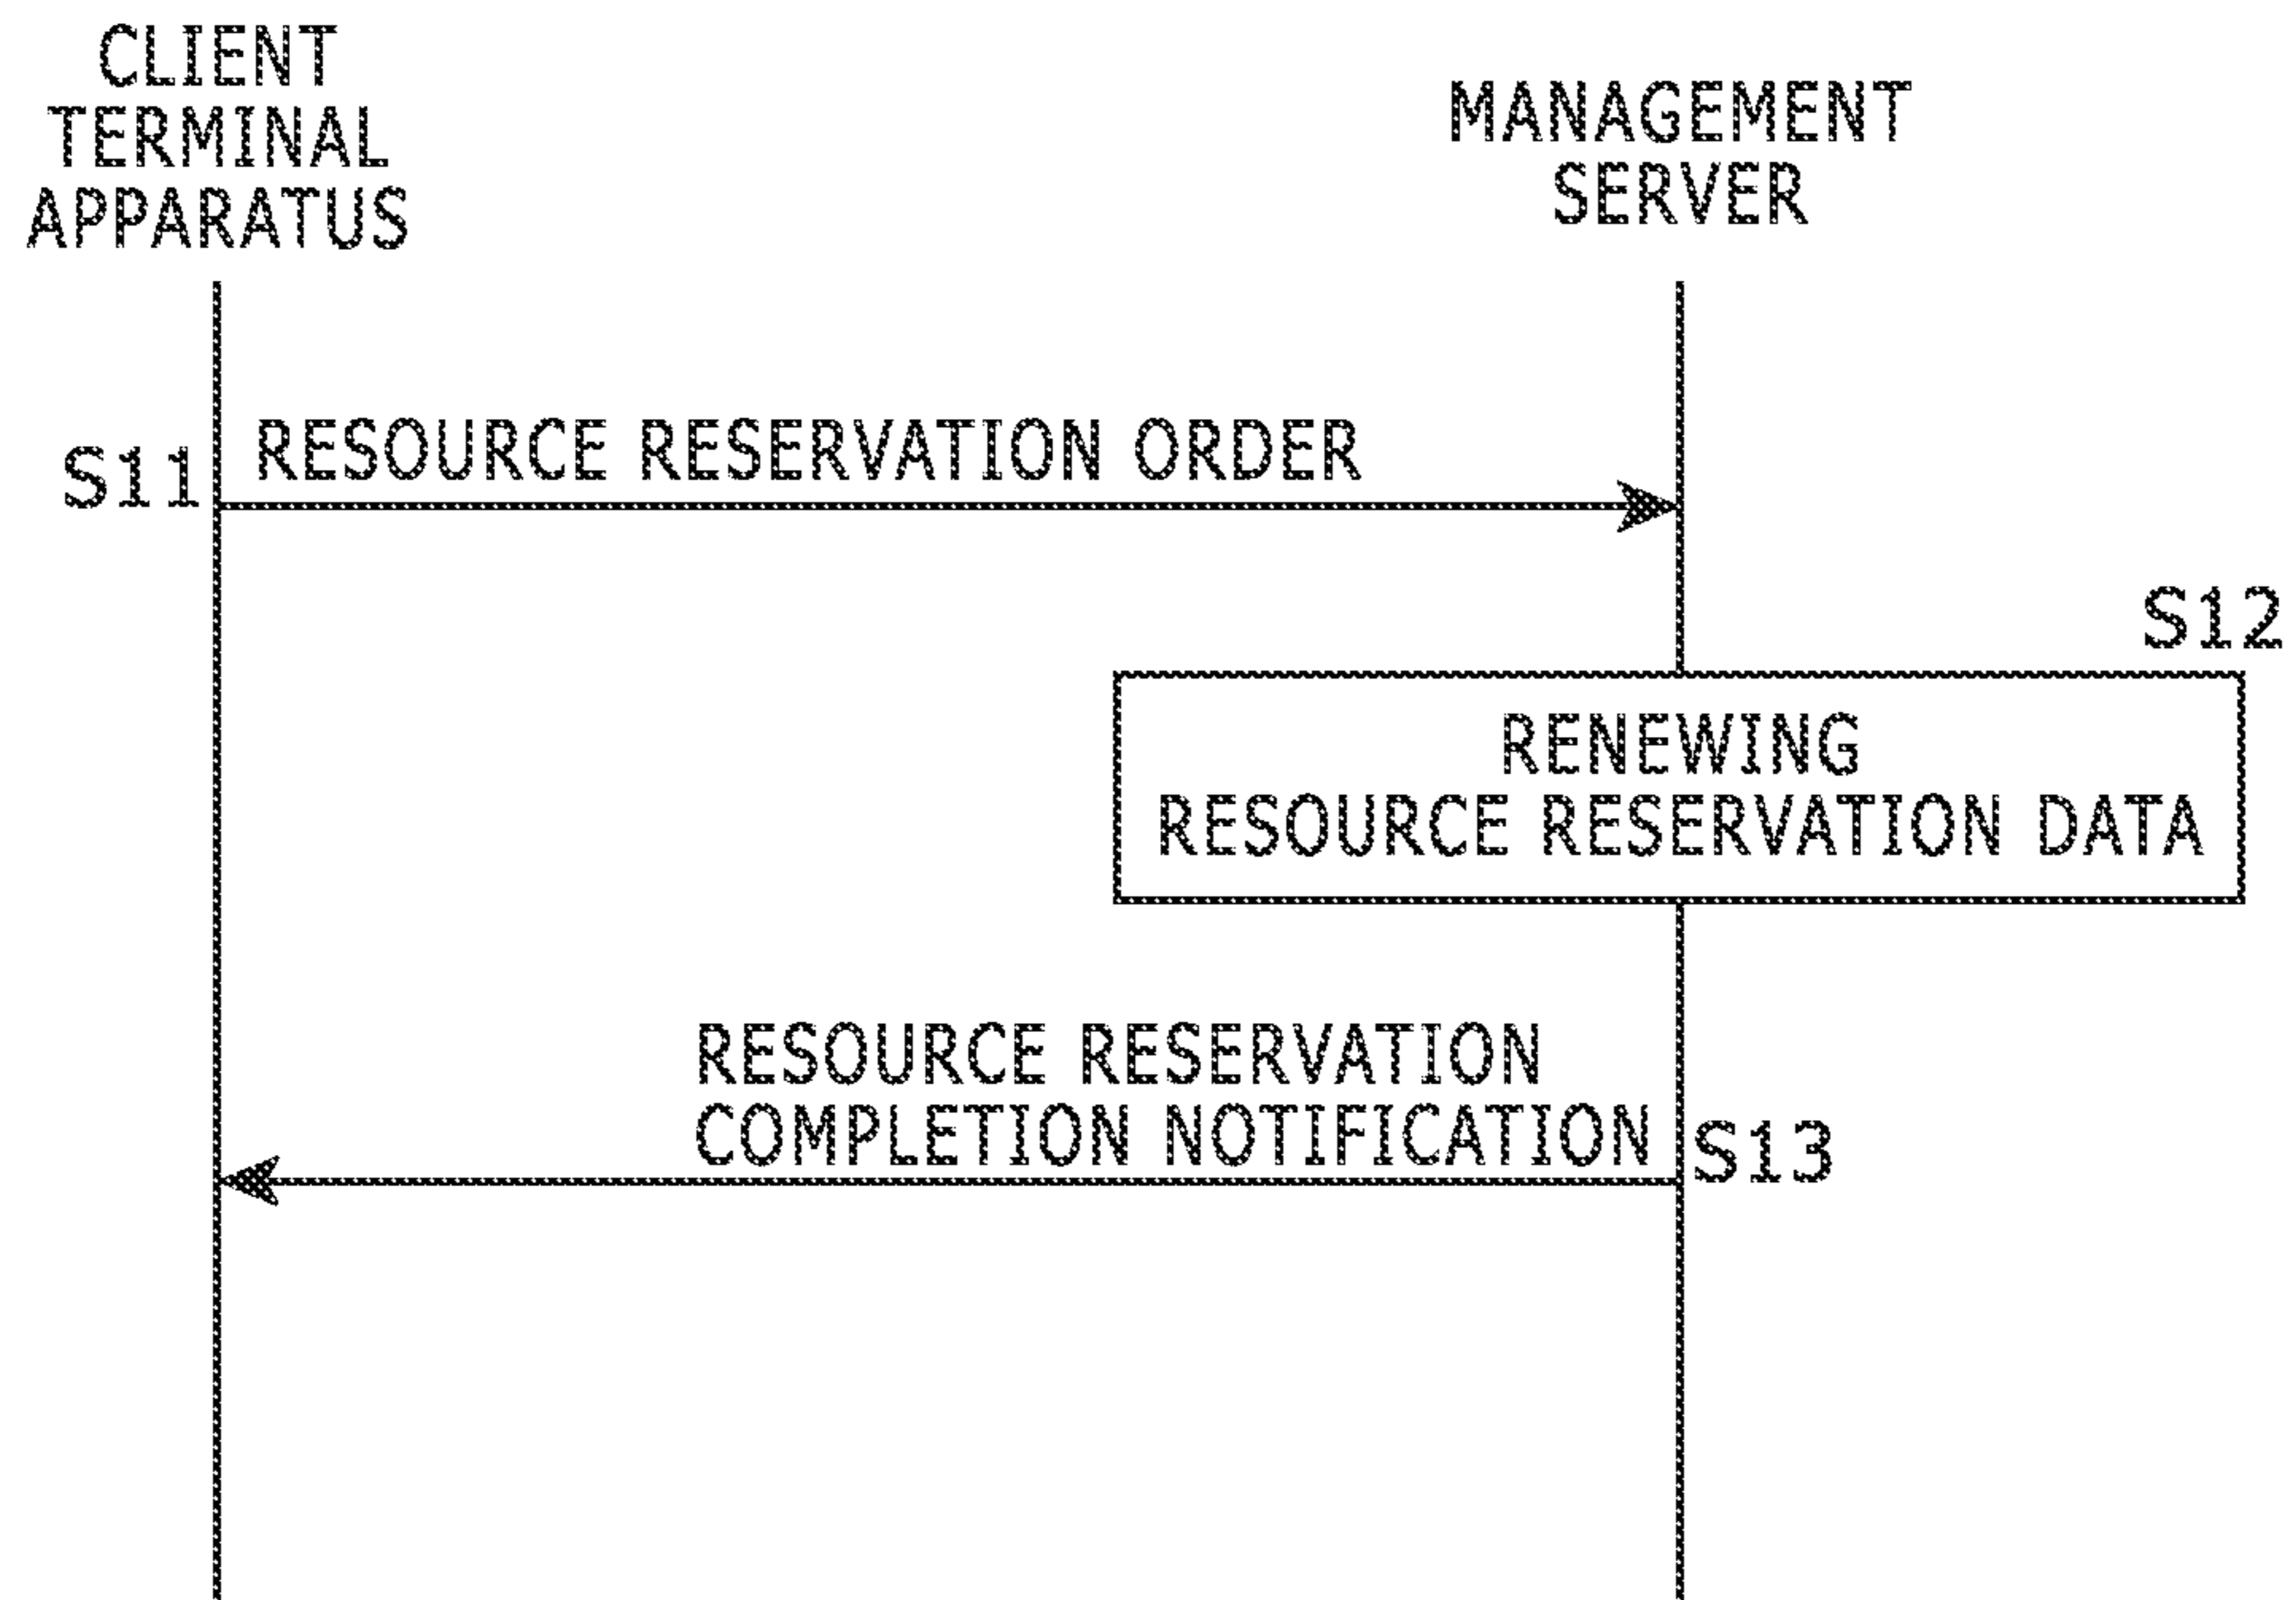 CLIENT
TERMINAL
APPARATUS
MANAGEMENT
SERVER
S11
RESOURCE RESERVATION ORDER
S12
RENEWING
RESOURCE RESERVATION DATA
RESOURCE RESERVATION
COMPLETION NOTIFICATION
S13